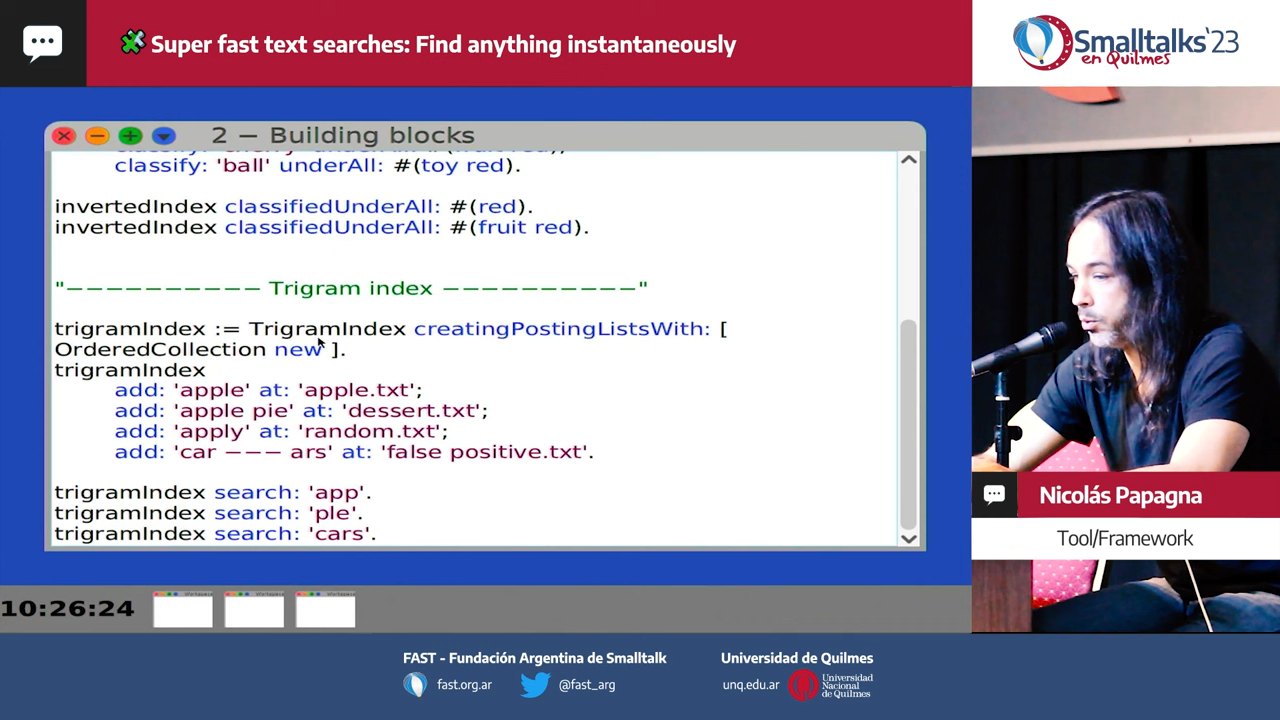 Super fast text searches: Find anything instantaneously
Smalltalks'23
en Quilmes
2 − Building blocks
classify: 'ball' underAll: #(toy red).
invertedIndex classifiedUnderAll: #(red).
invertedIndex classifiedUnderAll: #(fruit red).
"−−−−−−−−−− Trigram index −−−−−−−−−−"
trigramIndex := TrigramIndex creatingPostingListsWith: [
OrderedCollection new ].
trigramIndex
add: 'apple' at: 'apple.txt';
add: 'apple pie' at: 'dessert.txt';
add: 'apply' at: 'random.txt';
add: 'car −−− ars' at: 'false positive.txt'.
trigramIndex search: 'app'.
trigramIndex search: 'ple'.
trigramIndex search: 'cars'.
Nicolás Papagna
Tool/Framework
10:26:24
FAST - Fundación Argentina de Smalltalk
fast.org.ar
@fast_arg
Universidad de Quilmes
unq.edu.ar
Universidad
Nacional
de Quilmes